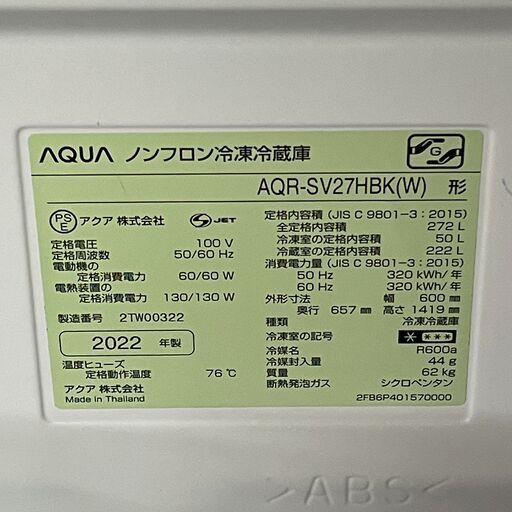 AQUA ノンフロン冷凍冷蔵庫
G
AQR-SV27HBK(W) 形
PS E アクア 株式会社 S JET
定格電圧 100 V
定格周波数 50/60 Hz
電動機の
定格消費電力 60/60 W
電熱装置の
定格消費電力 130/130 W
製造番号 2TW00322
2022 年製
温度ヒューズ
定格動作温度 76 ℃
アクア 株式会社
Made in Thailand
定格内容積 (JIS C 9801-3:2015)
全定格内容積 272 L
冷凍室の定格内容積 50 L
冷蔵室の定格内容積 222 L
消費電力量 (JIS C 9801-3:2015)
50 Hz 320 kWh/年
60 Hz 320 kWh/年
外形寸法 幅 600 mm
奥行 657 mm 高さ 1419 mm
種類 冷凍冷蔵庫
冷凍室の記号
冷媒名 R600a
冷媒封入量 44 g
質量 62 kg
断熱発泡ガス シクロペンタン
2FB6P401570000
>ABS<